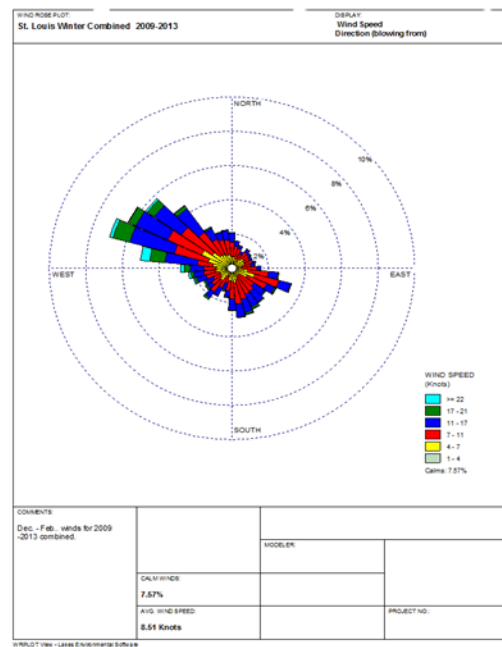 WIND ROSE PLOT:
St. Louis Winter Combined 2009-2013
DISPLAY:
Wind Speed
Direction (blowing from)
NORTH
10%
8%
6%
4%
2%
WEST
EAST
SOUTH
WIND SPEED
(Knots)
>= 22
17 - 21
11 - 17
7 - 11
4 - 7
1 - 4
Calms: 7.57%
COMMENTS:
Dec. - Feb.. winds for 2009
-2013 combined.
MODELER:
CALM WINDS:
7.57%
AVG. WIND SPEED:
8.51 Knots
PROJECT NO.:
WRPLOT View - Lakes Environmental Software